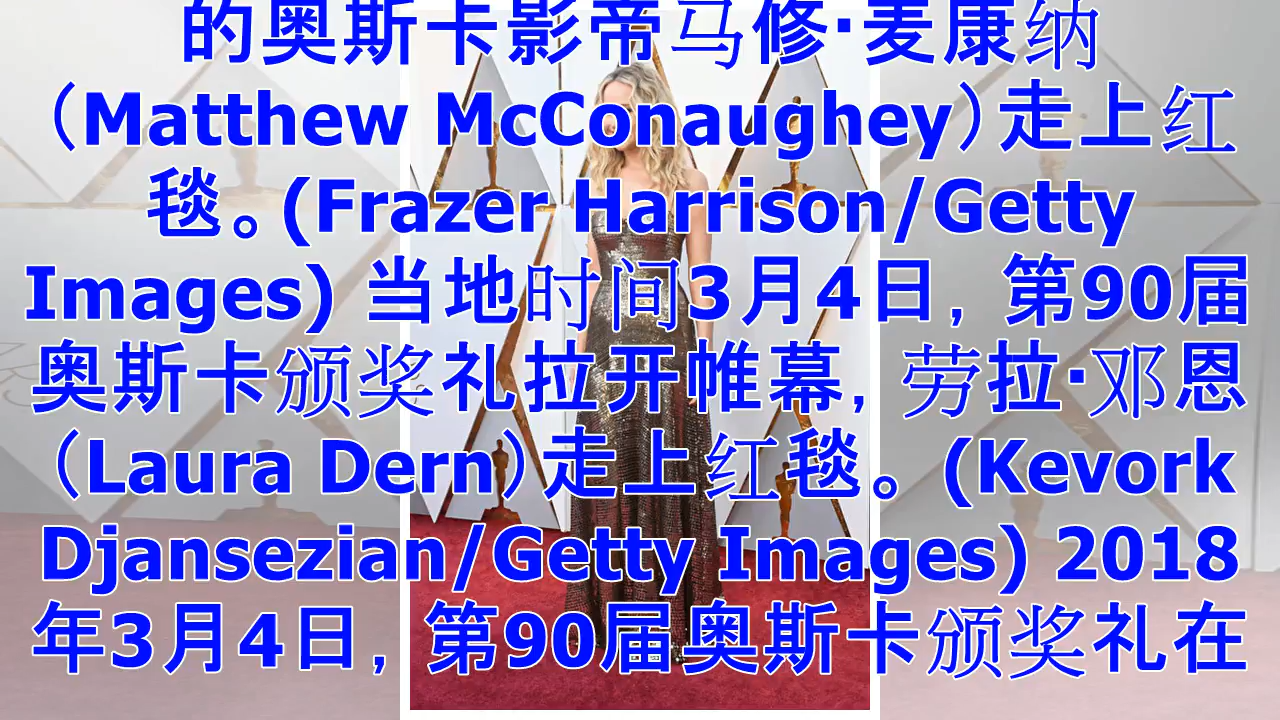 的奥斯卡影帝马修·麦康纳
（Matthew McConaughey）走上红
毯。(Frazer Harrison/Getty
Images) 当地时间3月4日，第90届
奥斯卡颁奖礼拉开帷幕，劳拉·邓恩
（Laura Dern）走上红毯。(Kevork
Djansezian/Getty Images) 2018
年3月4日，第90届奥斯卡颁奖礼在